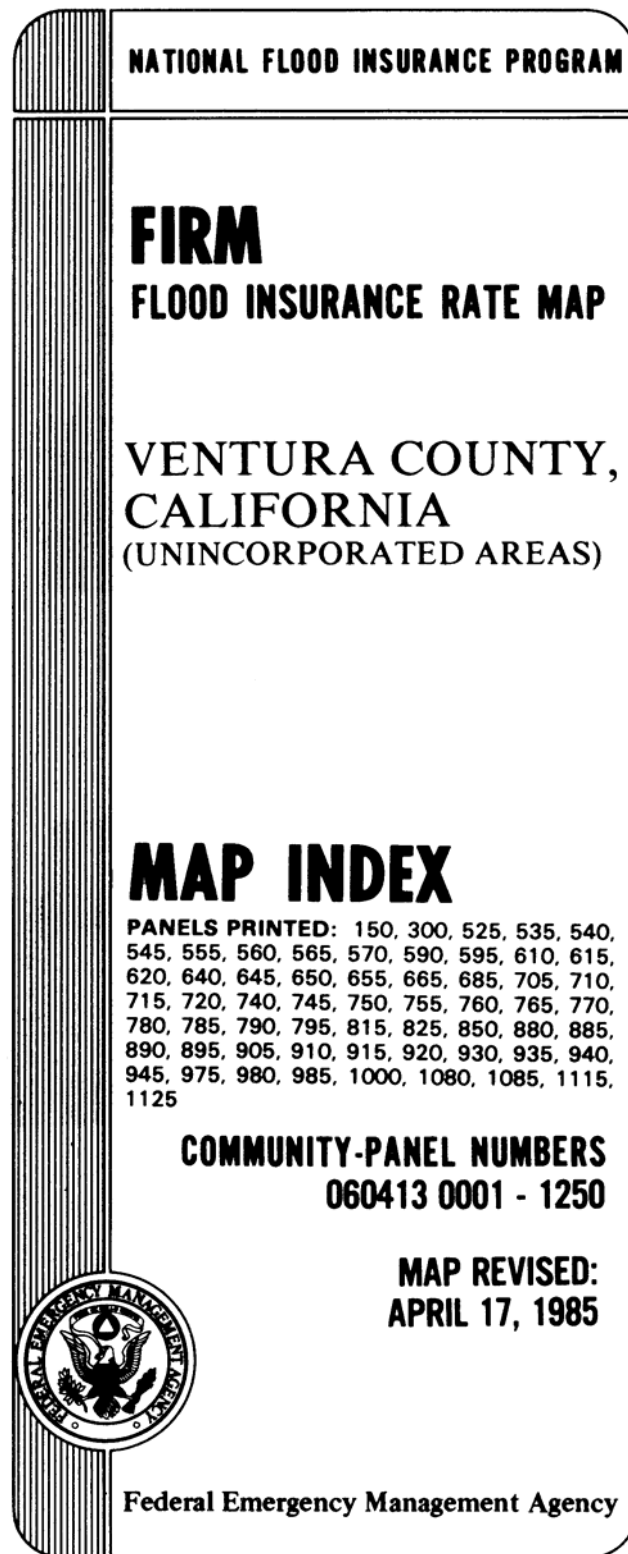 NATIONAL FLOOD INSURANCE PROGRAM
FIRM
FLOOD INSURANCE RATE MAP
VENTURA COUNTY,
CALIFORNIA
(UNINCORPORATED AREAS)
MAP INDEX
PANELS PRINTED: 150, 300, 525, 535, 540,
545, 555, 560, 565, 570, 590, 595, 610, 615,
620, 640, 645, 650, 655, 665, 685, 705, 710,
715, 720, 740, 745, 750, 755, 760, 765, 770,
780, 785, 790, 795, 815, 825, 850, 880, 885,
890, 895, 905, 910, 915, 920, 930, 935, 940,
945, 975, 980, 985, 1000, 1080, 1085, 1115,
1125
COMMUNITY-PANEL NUMBERS
060413 0001 - 1250
MAP REVISED:
APRIL 17, 1985
FEDERAL EMERGENCY MANAGEMENT AGENCY
Federal Emergency Management Agency